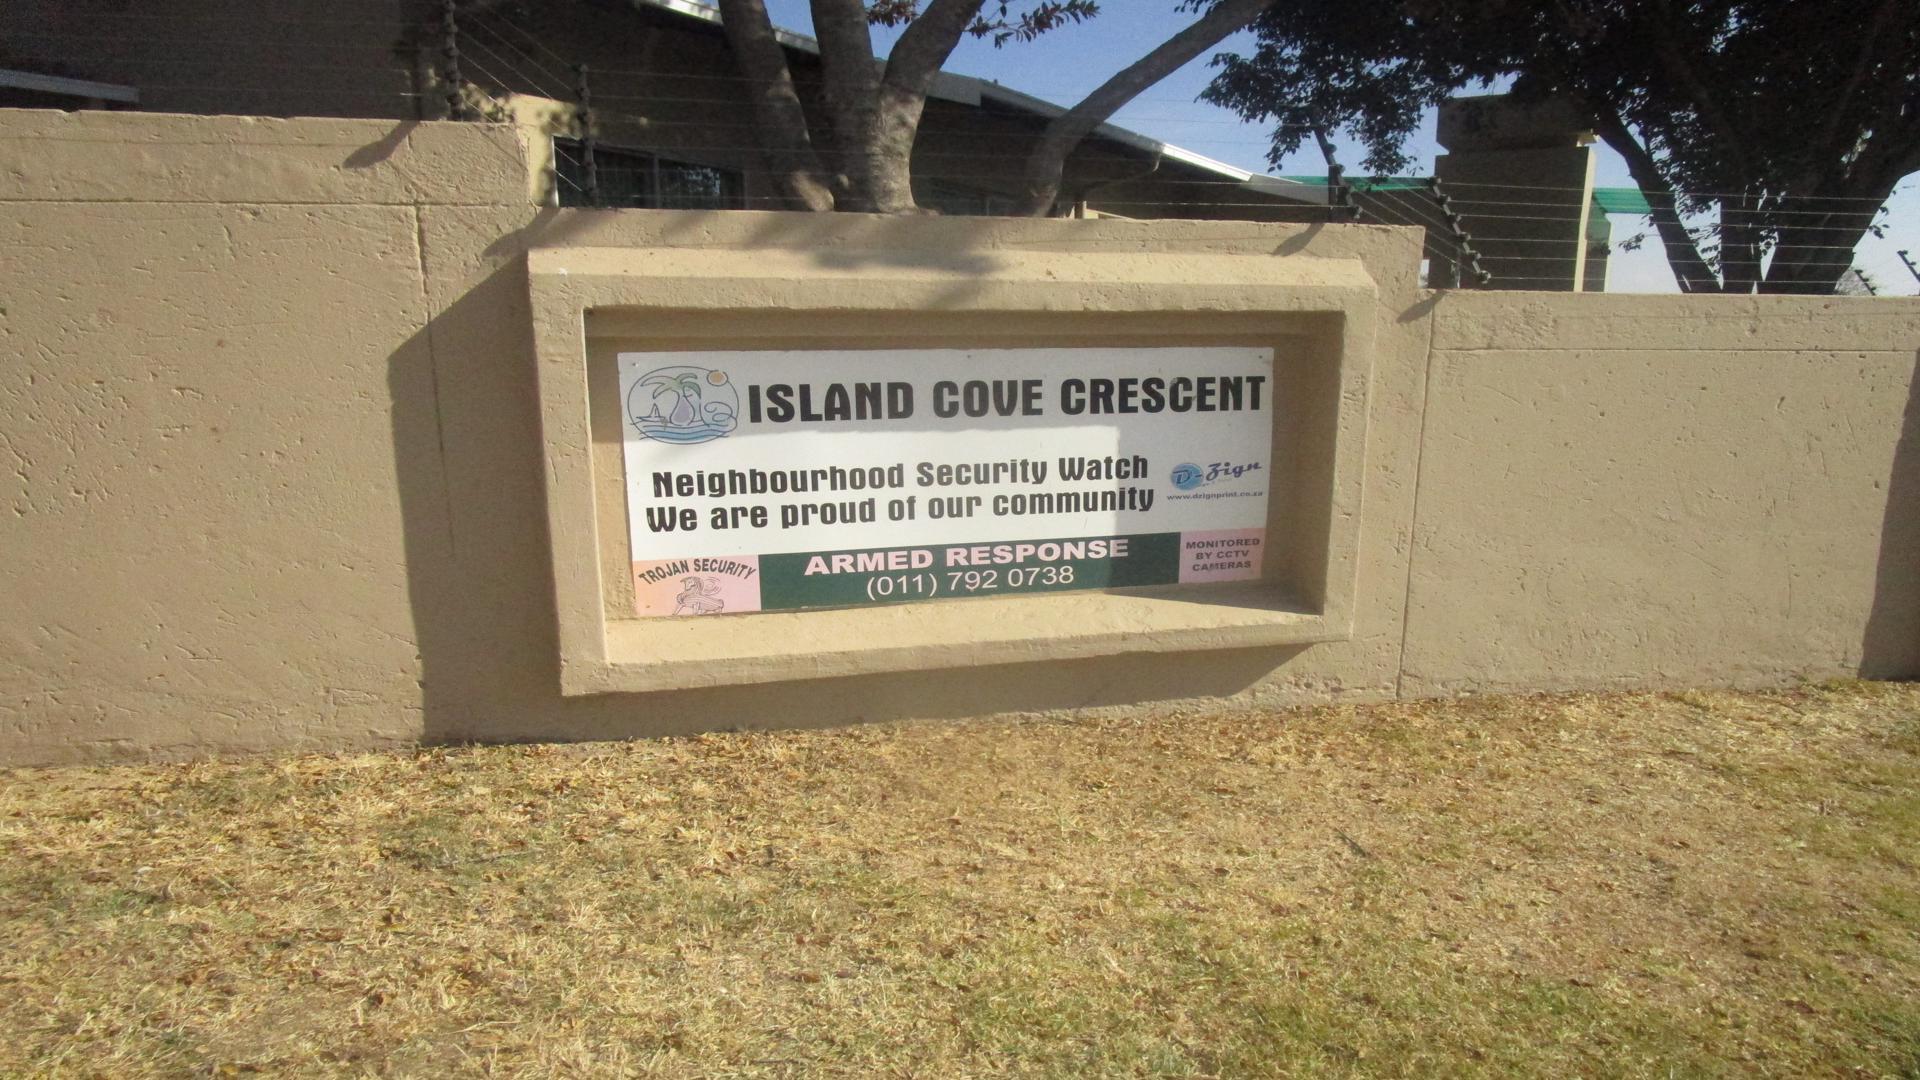 ISLAND COVE CRESCENT
Neighbourhood Security Watch
We are proud of our community
D-Zign
www.dzignprint.co.za
TROJAN SECURITY
ARMED RESPONSE
(011) 792 0738
MONITORED
BY CCTV
CAMERAS